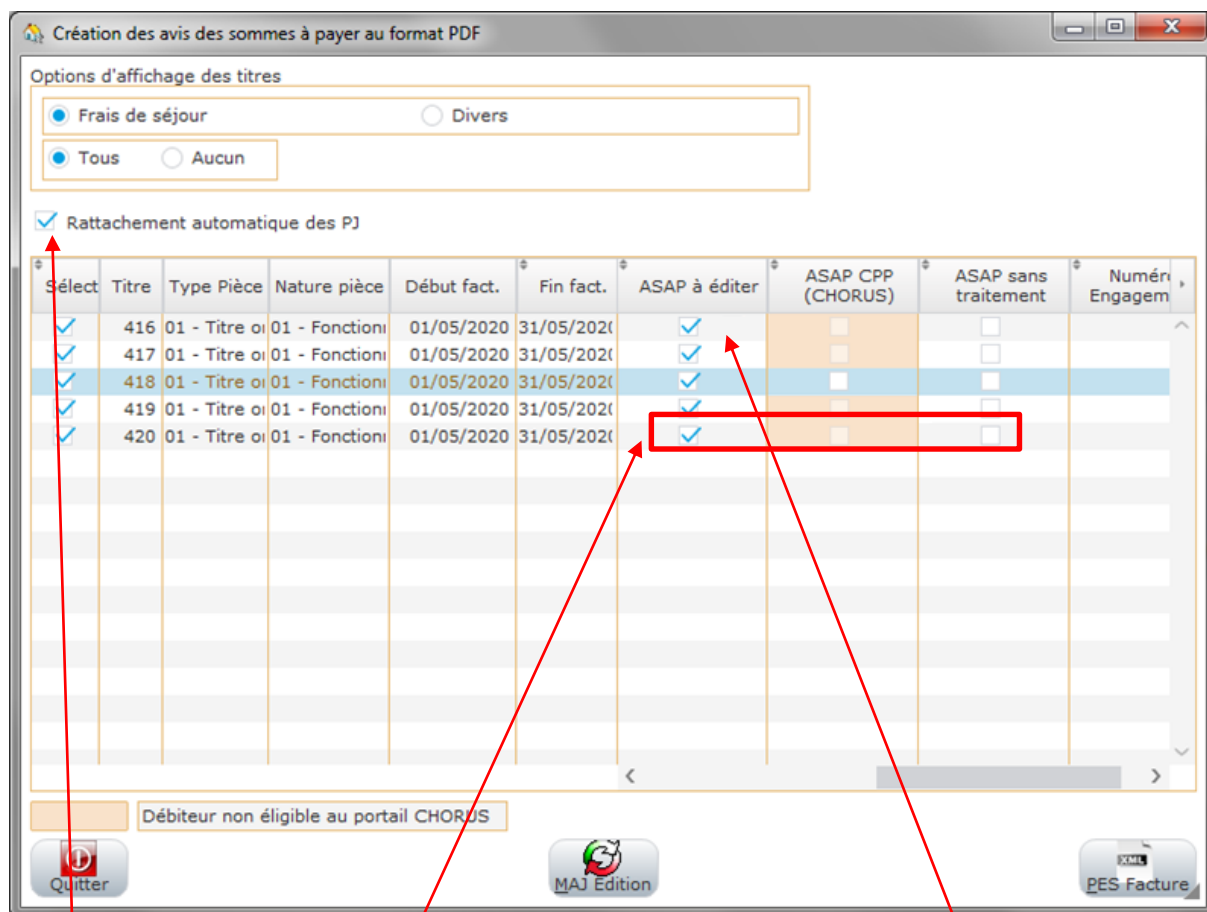 Création des avis des sommes à payer au format PDF
Options d'affichage des titres
Frais de séjour Divers
Tous Aucun
Rattachement automatique des PJ
Sélect Titre Type Pièce Nature pièce Début fact. Fin fact. ASAP à éditer ASAP CPP (CHORUS) ASAP sans traitement Numéro Engagem
416 01 - Titre o 01 - Fonction 01/05/2020 31/05/202
417 01 - Titre o 01 - Fonction 01/05/2020 31/05/202
418 01 - Titre o 01 - Fonction 01/05/2020 31/05/202
419 01 - Titre o 01 - Fonction 01/05/2020 31/05/202
420 01 - Titre o 01 - Fonction 01/05/2020 31/05/202
Débiteur non éligible au portail CHORUS
Quitter MAJ Edition XML PES Facture